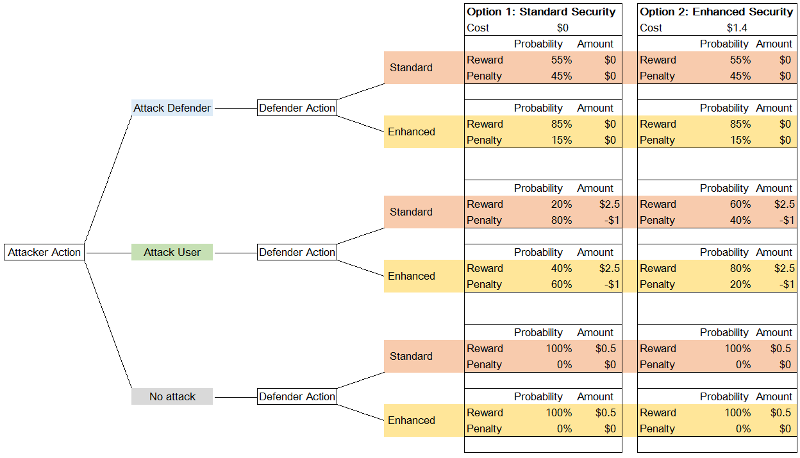 Option 1: Standard Security Option 2: Enhanced Security
Cost $0 Cost $1.4
Probability Amount Probability Amount
Standard Reward 55% $0 Reward 55% $0
Penalty 45% $0 Penalty 45% $0
Attack Defender Defender Action Probability Amount Probability Amount
Enhanced Reward 85% $0 Reward 85% $0
Penalty 15% $0 Penalty 15% $0
Probability Amount Probability Amount
Standard Reward 20% $2.5 Reward 60% $2.5
Penalty 80% -$1 Penalty 40% -$1
Attacker Action Attack User Defender Action Probability Amount Probability Amount
Enhanced Reward 40% $2.5 Reward 80% $2.5
Penalty 60% -$1 Penalty 20% -$1
Probability Amount Probability Amount
Standard Reward 100% $0.5 Reward 100% $0.5
Penalty 0% $0 Penalty 0% $0
No attack Defender Action Probability Amount Probability Amount
Enhanced Reward 100% $0.5 Reward 100% $0.5
Penalty 0% $0 Penalty 0% $0